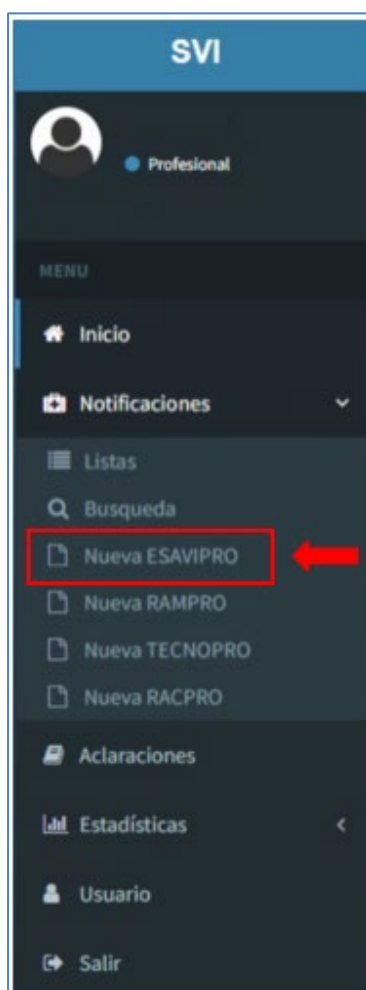 SVI
Profesional
MENU
Inicio
Notificaciones
Listas
Busqueda
Nueva ESAVIPRO
Nueva RAMPRO
Nueva TECNOPRO
Nueva RACPRO
Aclaraciones
Estadísticas
Usuario
Salir